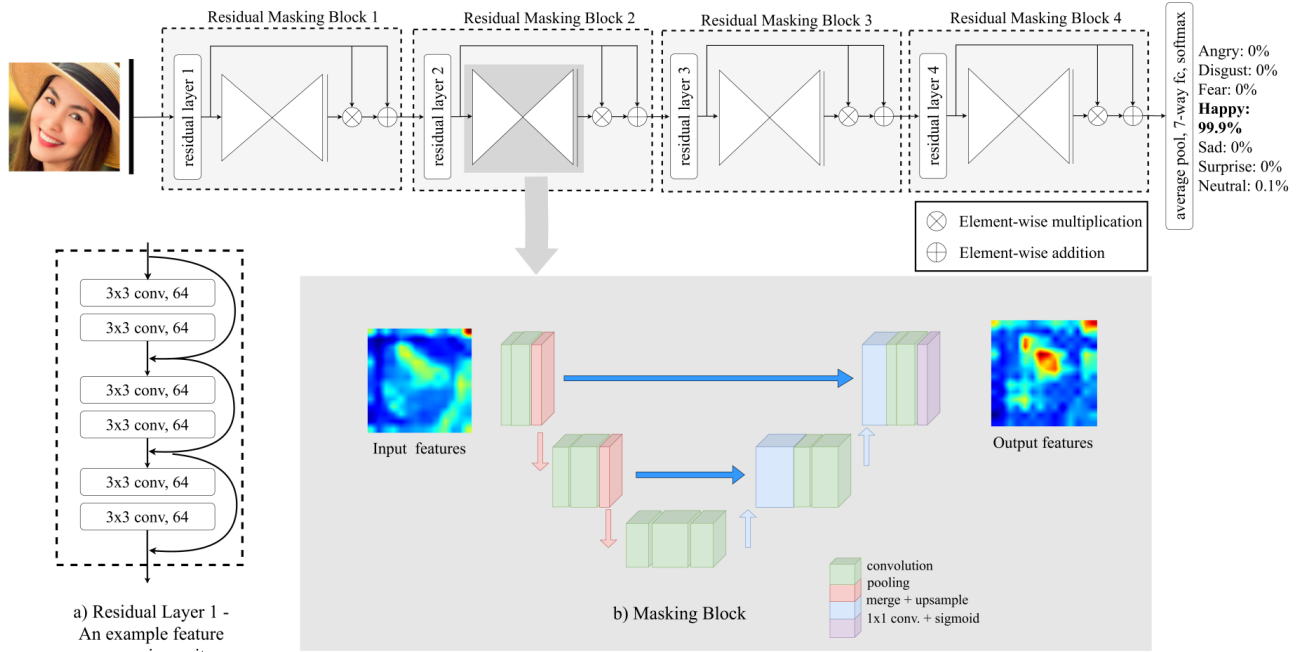 Residual Masking Block 1
Residual Masking Block 2
Residual Masking Block 3
Residual Masking Block 4
residual layer 1
residual layer 2
residual layer 3
residual layer 4
average pool, 7-way fc, softmax
Angry: 0%
Disgust: 0%
Fear: 0%
Happy:
99.9%
Sad: 0%
Surprise: 0%
Neutral: 0.1%
Element-wise multiplication
Element-wise addition
3x3 conv, 64
3x3 conv, 64
3x3 conv, 64
3x3 conv, 64
3x3 conv, 64
3x3 conv, 64
a) Residual Layer 1 -
An example feature
Input features
Output features
convolution
pooling
merge + upsample
1x1 conv. + sigmoid
b) Masking Block